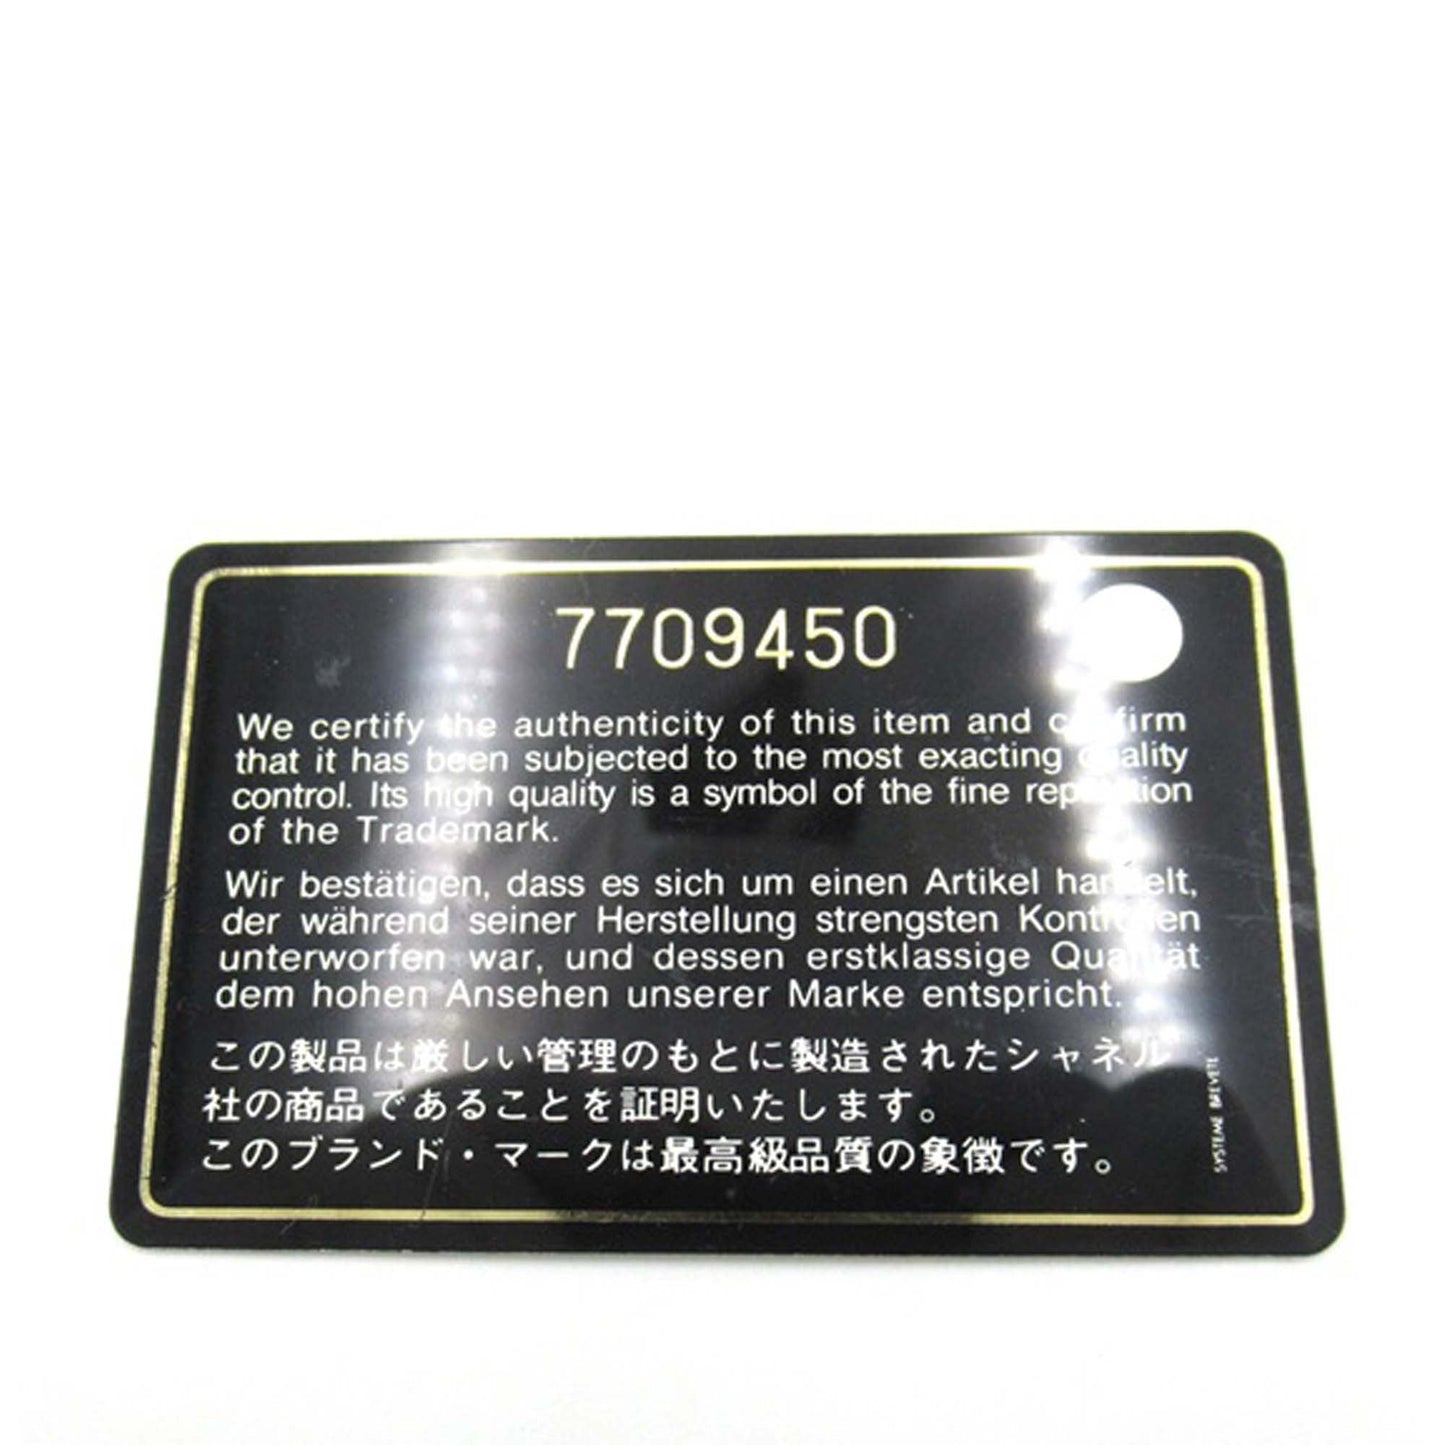 7709450
We certify the authenticity of this item and confirm
that it has been subjected to the most exacting quality
control. Its high quality is a symbol of the fine reputation
of the Trademark.
Wir bestätigen, dass es sich um einen Artikel handelt,
der während seiner Herstellung strengsten Kontrollen
unterworfen war, und dessen erstklassige Qualität
dem hohen Ansehen unserer Marke entspricht.
この製品は厳しい管理のもとに製造されたシャネル
社の商品であることを証明いたします。
このブランド・マークは最高級品質の象徴です。
SYSTEME BREVETE